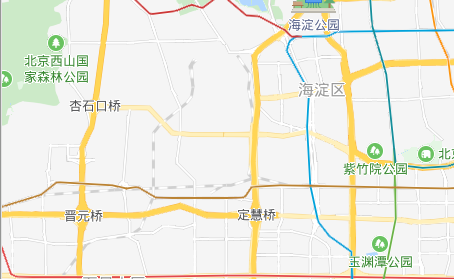 海淀公园
北京西山国
家森林公园
海淀区
杏石口桥
北
紫竹院公园
晋元桥
定慧桥
玉渊潭公园